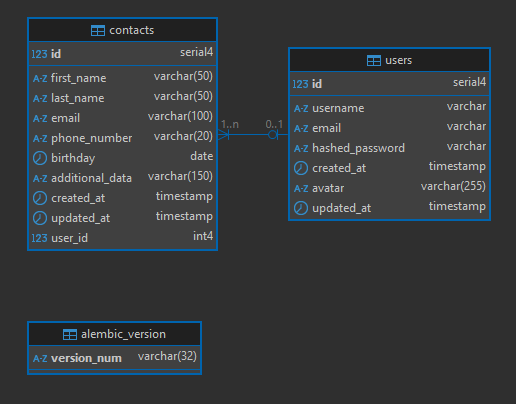 contacts
123 id serial4
A-Z first_name varchar(50)
A-Z last_name varchar(50)
A-Z email varchar(100)
A-Z phone_number varchar(20)
birthday date
A-Z additional_data varchar(150)
created_at timestamp
updated_at timestamp
123 user_id int4
1..n 0..1
users
123 id serial4
A-Z username varchar
A-Z email varchar
A-Z hashed_password varchar
created_at timestamp
A-Z avatar varchar(255)
updated_at timestamp
alembic_version
A-Z version_num varchar(32)